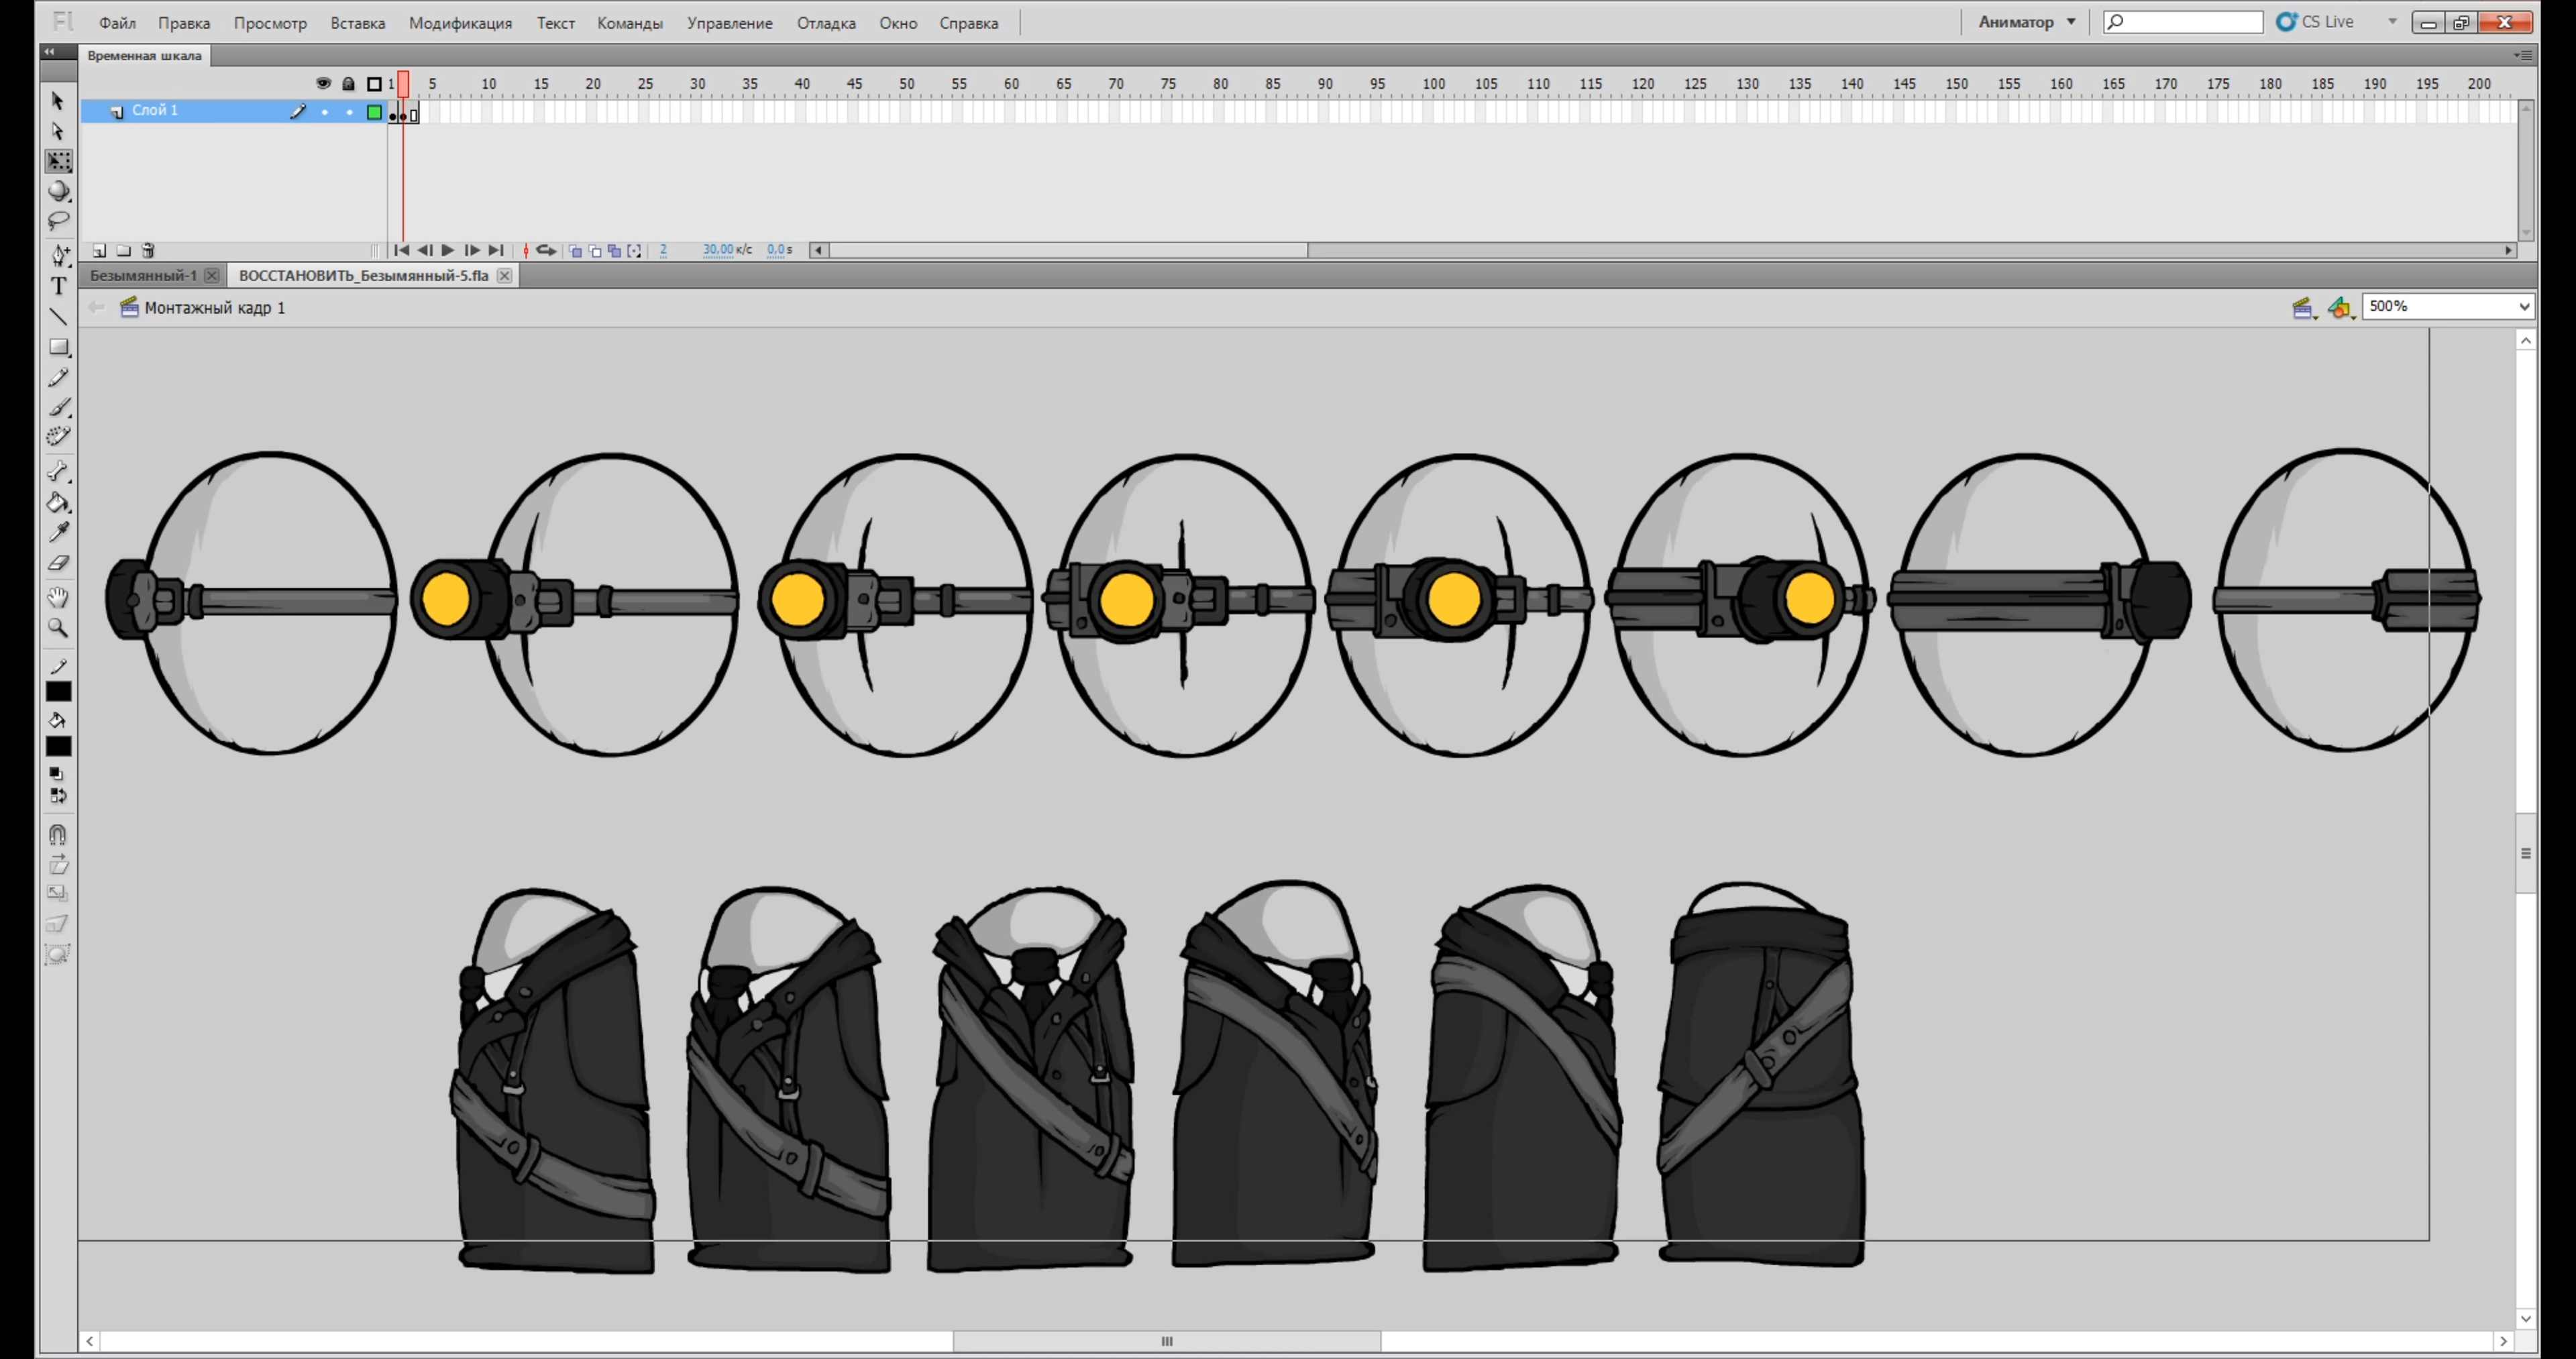 Fl Файл Правка Просмотр Вставка Модификация Текст Команды Управление Отладка Окно Справка Аниматор CS Live
Временная шкала
1 5 10 15 20 25 30 35 40 45 50 55 60 65 70 75 80 85 90 95 100 105 110 115 120 125 130 135 140 145 150 155 160 165 170 175 180 185 190 195 200
Слой 1
2 30,00 к/с 0,0 s
Безымянный-1 ВОССТАНОВИТЬ_Безымянный-5.fla
Монтажный кадр 1 500%
T